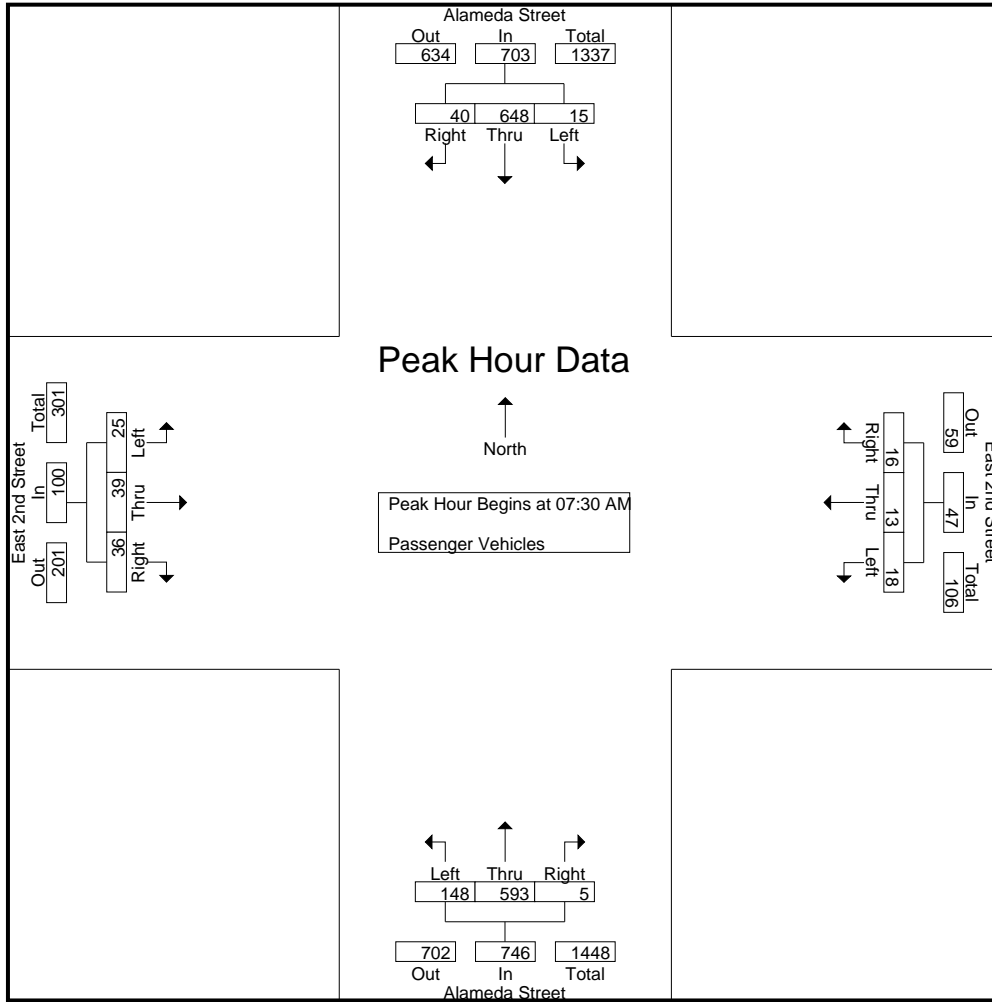 Alameda Street
Out In Total
634 703 1337
40 648 15
Right Thru Left
Peak Hour Data
North
Peak Hour Begins at 07:30 AM
Passenger Vehicles
East 2nd Street
Total In Out
301 100 201
25 39 36
Left Thru Right
East 2nd Street
Out In Total
59 47 106
16 13 18
Right Thru Left
Left Thru Right
148 593 5
702 746 1448
Out In Total
Alameda Street